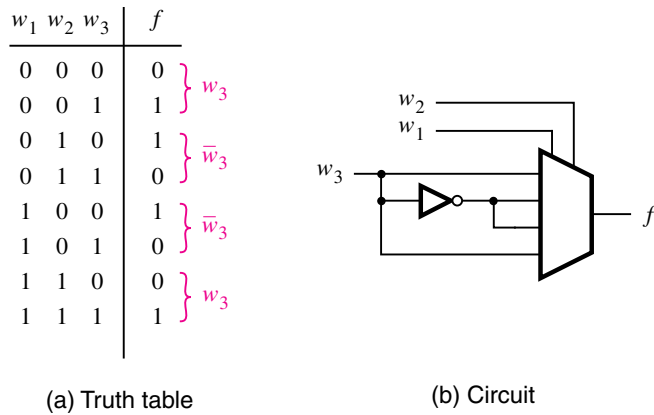 w₁ w₂ w₃ f
0 0 0 0
0 0 1 1
w₃
0 1 0 1
0 1 1 0
w̄₃
1 0 0 1
1 0 1 0
w̄₃
1 1 0 0
1 1 1 1
w₃
(a) Truth table
w₂
w₁
w₃
f
(b) Circuit